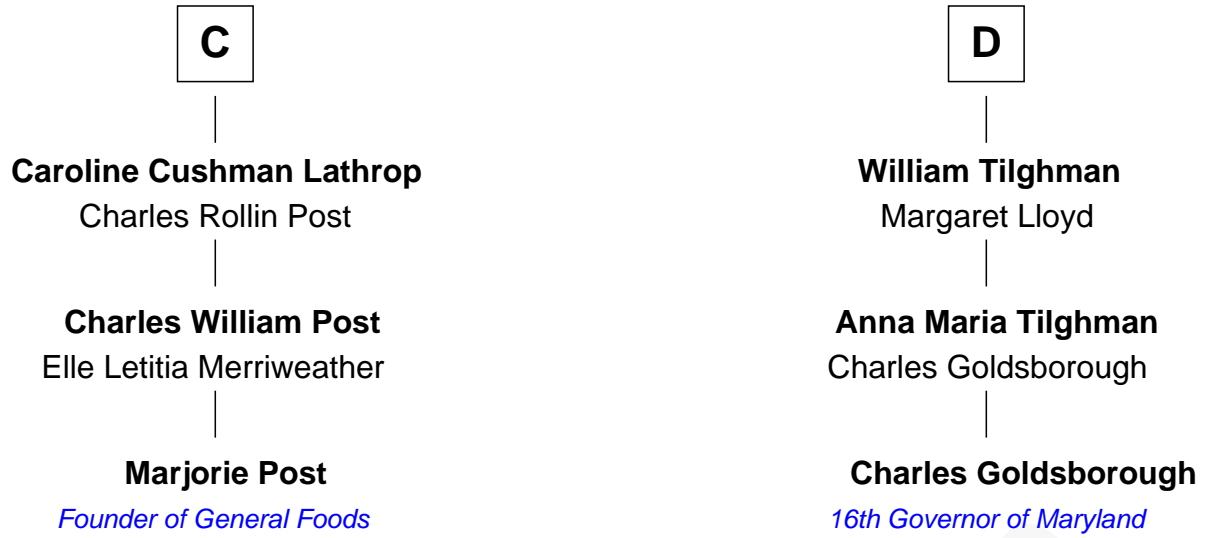 C
Caroline Cushman Lathrop
Charles Rollin Post
Charles William Post
Elle Letitia Merriweather
Marjorie Post
Founder of General Foods
D
William Tilghman
Margaret Lloyd
Anna Maria Tilghman
Charles Goldsborough
Charles Goldsborough
16th Governor of Maryland